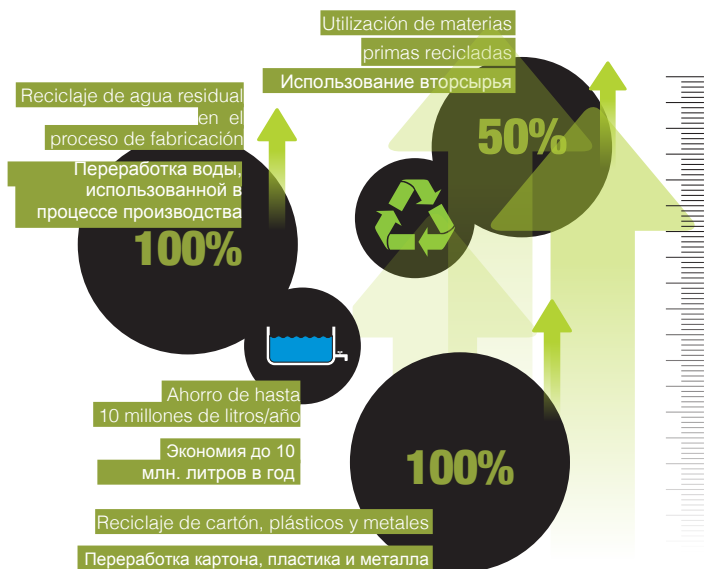 Utilización de materias
primas recicladas
Использование вторсырья
50%
Reciclaje de agua residual
en el
proceso de fabricación
Переработка воды,
использованной в
процессе производства
100%
Ahorro de hasta
10 millones de litros/año
Экономия до 10
млн. литров в год
100%
Reciclaje de cartón, plásticos y metales
Переработка картона, пластика и металла